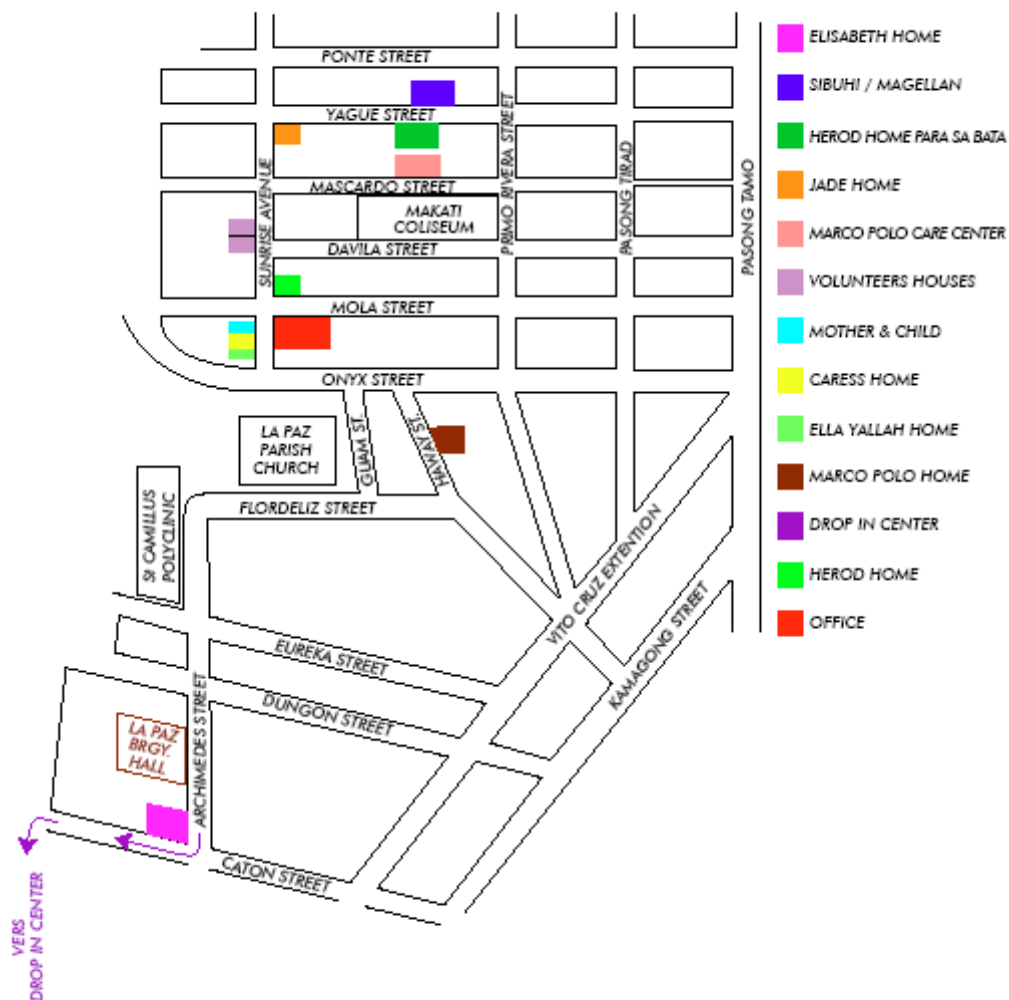 PONTE STREET
YAGUE STREET
MASCARDO STREET
MAKATI
COLISEUM
DAVILA STREET
MOLA STREET
ONYX STREET
SUNRISE AVENUE
PRIMO RIVERA STREET
PASONG TIRAD
PASONG TAMO
LA PAZ
PARISH
CHURCH
GUAM ST.
HAWAY ST.
FLORDELIZ STREET
St CAMILLUS
POLYCLINIC
VITO CRUZ EXTENTION
KAMAGONG STREET
EUREKA STREET
DUNGON STREET
ARCHIMEDES STREET
LA PAZ
BRGY.
HALL
CATON STREET
VERS
DROP IN CENTER
ELISABETH HOME
SIBUHI / MAGELLAN
HEROD HOME PARA SA BATA
JADE HOME
MARCO POLO CARE CENTER
VOLUNTEERS HOUSES
MOTHER & CHILD
CARESS HOME
ELLA YALLAH HOME
MARCO POLO HOME
DROP IN CENTER
HEROD HOME
OFFICE